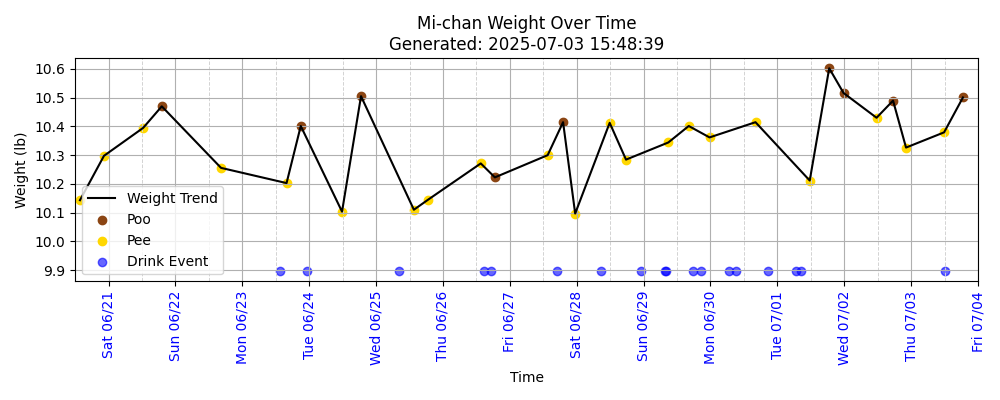 Mi-chan Weight Over Time
Generated: 2025-07-03 15:48:39
Weight (lb)
10.6
10.5
10.4
10.3
10.2
10.1
10.0
9.9
Weight Trend
Poo
Pee
Drink Event
Sat 06/21
Sun 06/22
Mon 06/23
Tue 06/24
Wed 06/25
Thu 06/26
Fri 06/27
Sat 06/28
Sun 06/29
Mon 06/30
Tue 07/01
Wed 07/02
Thu 07/03
Fri 07/04
Time